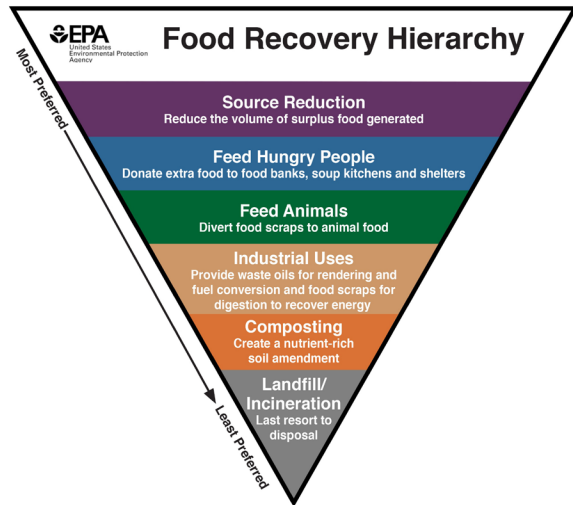 EPA
United States
Environmental Protection
Agency
Food Recovery Hierarchy
Most Preferred
Source Reduction
Reduce the volume of surplus food generated
Feed Hungry People
Donate extra food to food banks, soup kitchens and shelters
Feed Animals
Divert food scraps to animal food
Industrial Uses
Provide waste oils for rendering and
fuel conversion and food scraps for
digestion to recover energy
Composting
Create a nutrient-rich
soil amendment
Landfill/
Incineration
Last resort to
disposal
Least Preferred